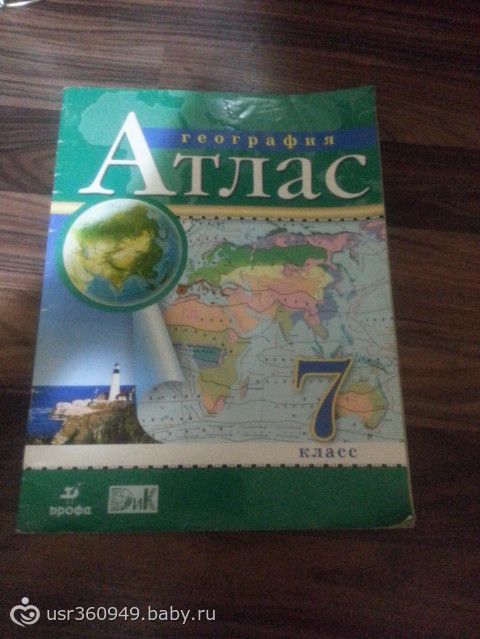 география
Атлас
7
класс
дрофа
ДиК
usr360949.baby.ru